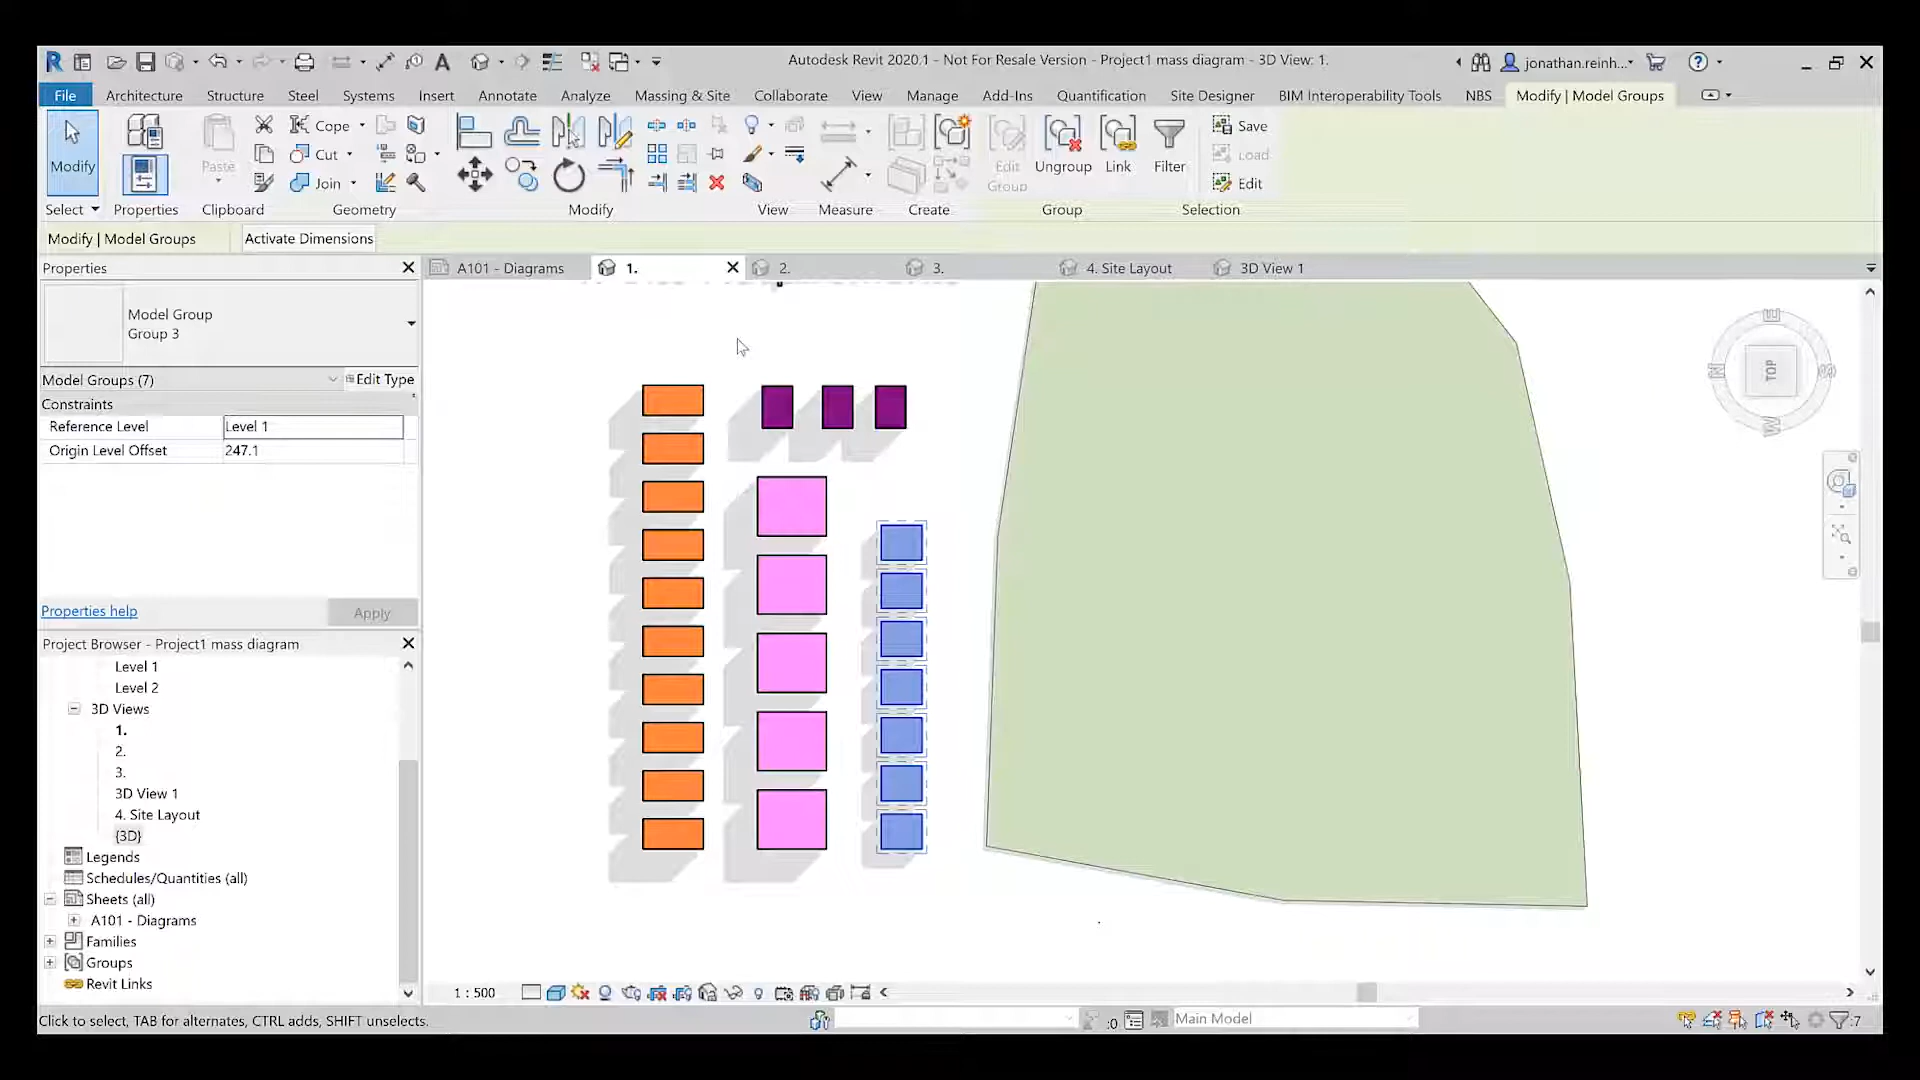 Autodesk Revit 2020.1 - Not For Resale Version - Project1 mass diagram - 3D View: 1.
jonathan.reinh...
File Architecture Structure Steel Systems Insert Annotate Analyze Massing & Site Collaborate View Manage Add-Ins Quantification Site Designer BIM Interoperability Tools NBS Modify | Model Groups
Modify
Paste
Cope
Cut
Join
Edit
Group
Ungroup
Link
Filter
Save
Load
Edit
Select Properties Clipboard Geometry Modify View Measure Create Group Selection
Modify | Model Groups Activate Dimensions
Properties
A101 - Diagrams 1. 2. 3. 4. Site Layout 3D View 1
Model Group
Group 3
Model Groups (7) Edit Type
Constraints
Reference Level Level 1
Origin Level Offset 247.1
Properties help Apply
Project Browser - Project1 mass diagram
Level 1
Level 2
3D Views
1.
2.
3.
3D View 1
4. Site Layout
{3D}
Legends
Schedules/Quantities (all)
Sheets (all)
A101 - Diagrams
Families
Groups
Revit Links
TOP
E
N
S
W
1 : 500
Click to select, TAB for alternates, CTRL adds, SHIFT unselects.
:0
Main Model
:7